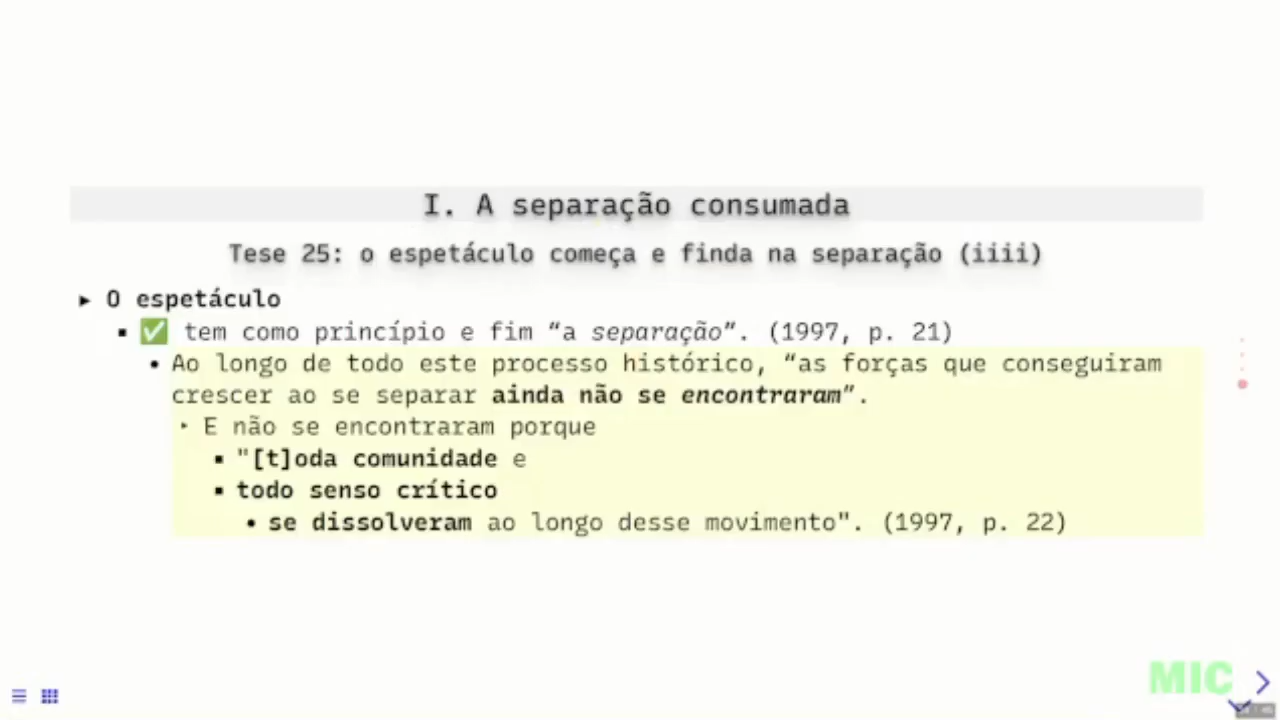 I. A separação consumada
Tese 25: o espetáculo começa e finda na separação (iiii)
▸ O espetáculo
▪ ✅ tem como princípio e fim “a separação”. (1997, p. 21)
• Ao longo de todo este processo histórico, “as forças que conseguiram
crescer ao se separar ainda não se encontraram”.
‣ E não se encontraram porque
▪ "[t]oda comunidade e
▪ todo senso crítico
• se dissolveram ao longo desse movimento". (1997, p. 22)
MIC